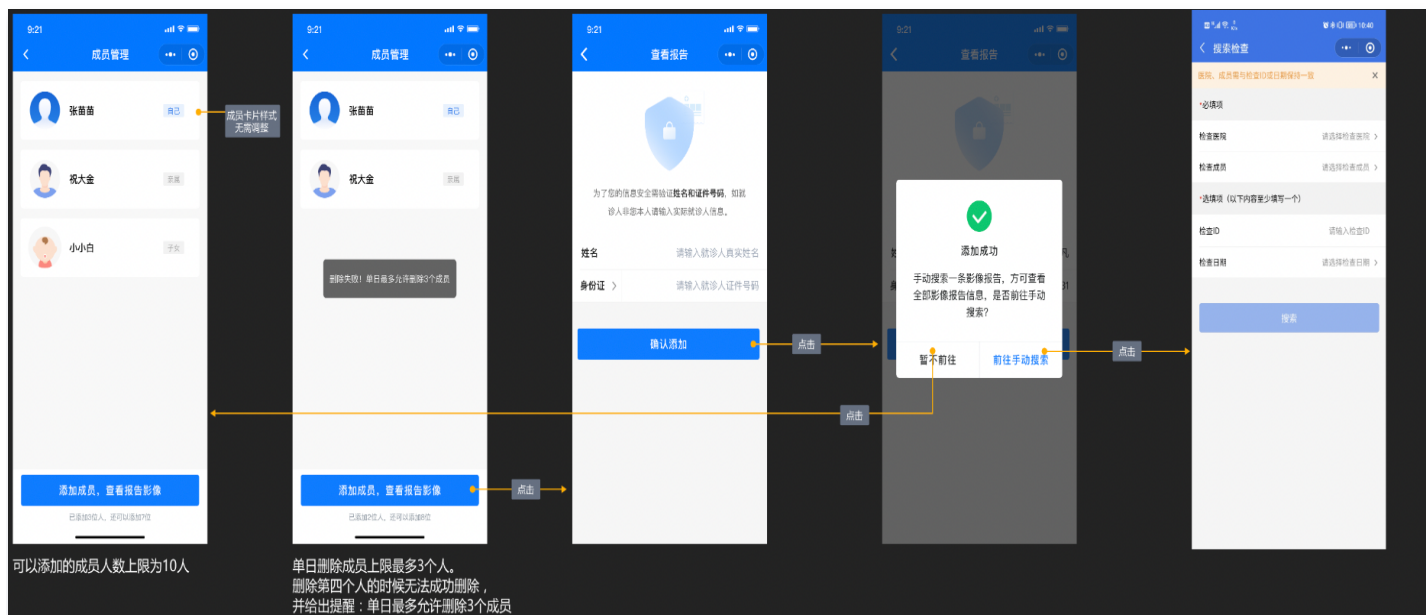 9:21
成员管理
张苗苗
自己
祝大金
亲属
小小白
子女
成员卡片样式
无需调整
添加成员，查看报告影像
已添加3位人，还可以添加7位
可以添加的成员人数上限为10人
9:21
成员管理
张苗苗
自己
祝大金
亲属
删除失败！单日最多允许删除3个成员
添加成员，查看报告影像
已添加2位人，还可以添加8位
点击
单日删除成员上限最多3个人。
删除第四个人的时候无法成功删除，
并给出提醒：单日最多允许删除3个成员
9:21
查看报告
为了您的信息安全需验证姓名和证件号码，如就
诊人非您本人请输入实际就诊人信息。
姓名
请输入就诊人真实姓名
身份证
请输入就诊人证件号码
确认添加
点击
9:21
查看报告
添加成功
手动搜索一条影像报告，方可查看
全部影像报告信息，是否前往手动
搜索？
暂不前往
前往手动搜索
点击
点击
10:40
搜索检查
医院、成员需与检查ID或日期保持一致
*必填项
检查医院
请选择检查医院
检查成员
请选择检查成员
*选填项（以下内容至少填写一个）
检查ID
请输入检查ID
检查日期
请选择检查日期
搜索